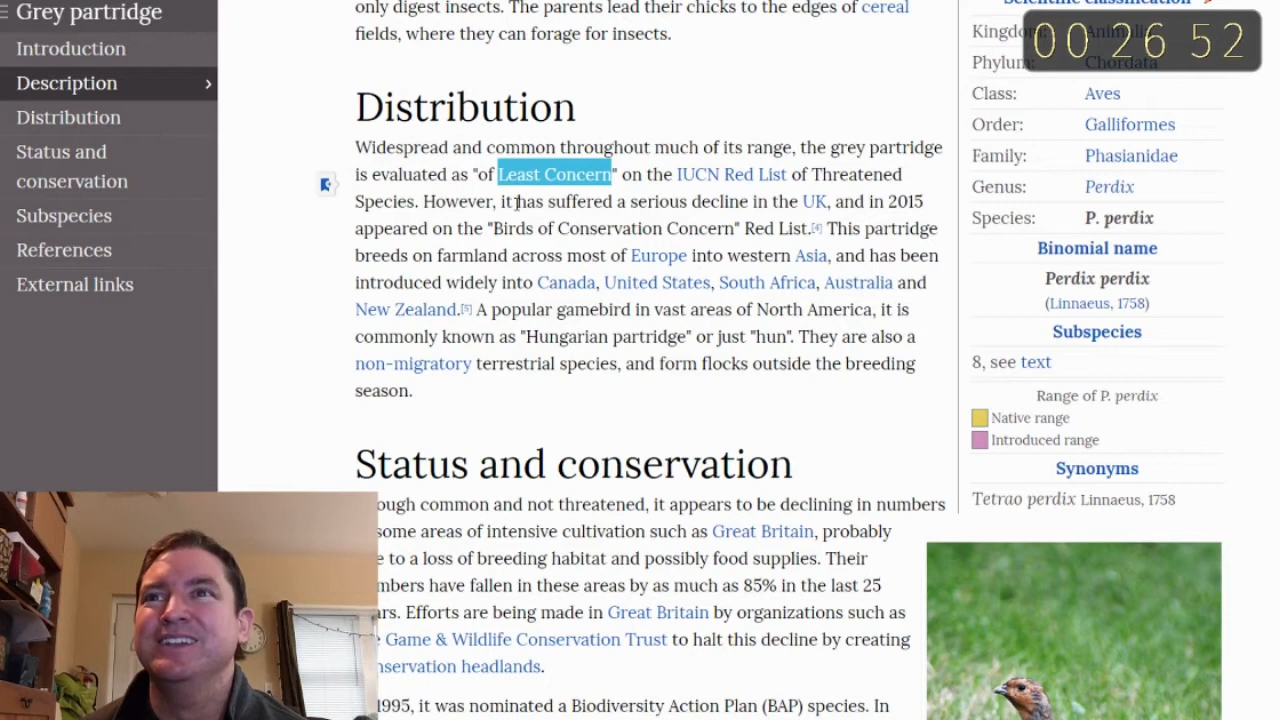 Grey partridge
Introduction
Description
Distribution
Status and
conservation
Subspecies
References
External links
only digest insects. The parents lead their chicks to the edges of cereal
fields, where they can forage for insects.
Distribution
Widespread and common throughout much of its range, the grey partridge
is evaluated as "of Least Concern" on the IUCN Red List of Threatened
Species. However, it has suffered a serious decline in the UK, and in 2015
appeared on the "Birds of Conservation Concern" Red List.[4] This partridge
breeds on farmland across most of Europe into western Asia, and has been
introduced widely into Canada, United States, South Africa, Australia and
New Zealand.[5] A popular gamebird in vast areas of North America, it is
commonly known as "Hungarian partridge" or just "hun". They are also a
non-migratory terrestrial species, and form flocks outside the breeding
season.
Status and conservation
ough common and not threatened, it appears to be declining in numbers
some areas of intensive cultivation such as Great Britain, probably
e to a loss of breeding habitat and possibly food supplies. Their
mbers have fallen in these areas by as much as 85% in the last 25
rs. Efforts are being made in Great Britain by organizations such as
e Game & Wildlife Conservation Trust to halt this decline by creating
nservation headlands.
1995, it was nominated a Biodiversity Action Plan (BAP) species. In
Scientific classification
00 26 52
Kingdom: Animalia
Phylum: Chordata
Class: Aves
Order: Galliformes
Family: Phasianidae
Genus: Perdix
Species: P. perdix
Binomial name
Perdix perdix
(Linnaeus, 1758)
Subspecies
8, see text
Range of P. perdix
Native range
Introduced range
Synonyms
Tetrao perdix Linnaeus, 1758